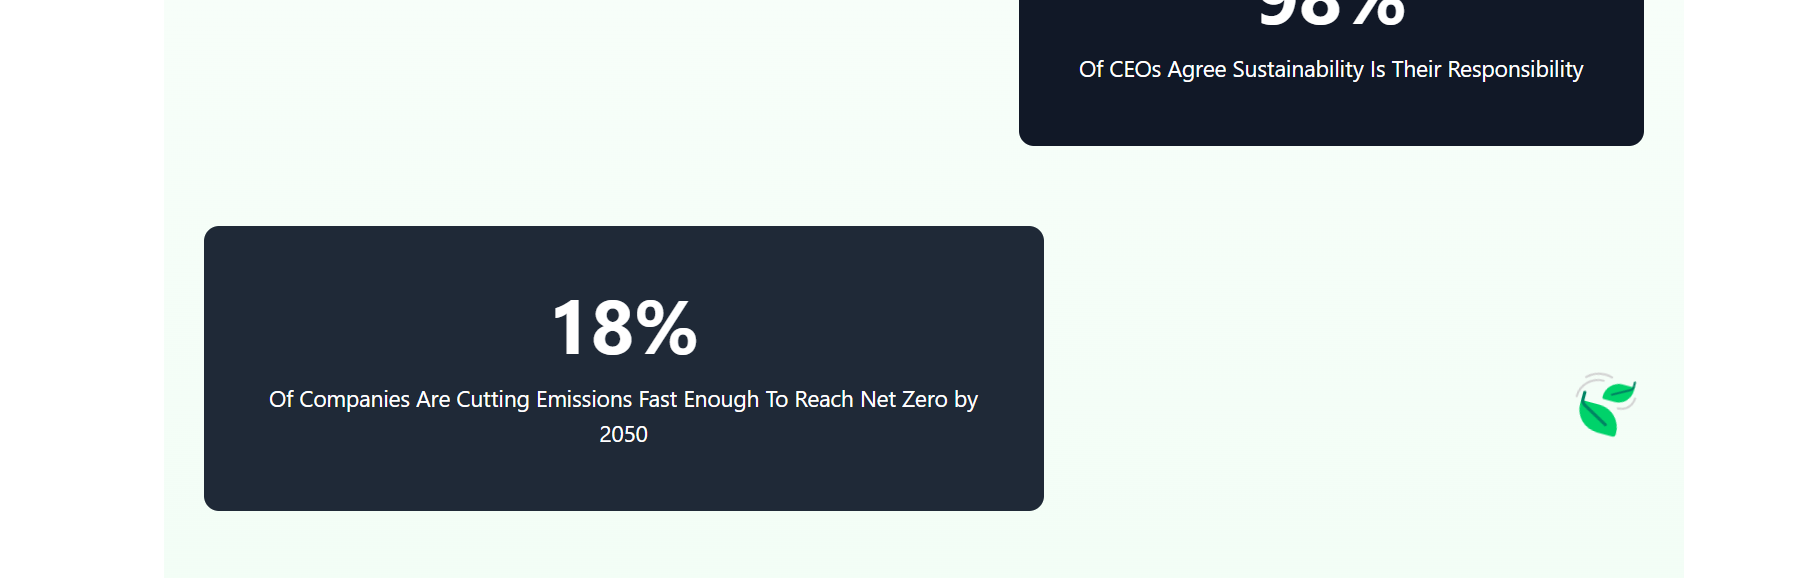 98%
Of CEOs Agree Sustainability Is Their Responsibility
18%
Of Companies Are Cutting Emissions Fast Enough To Reach Net Zero by
2050